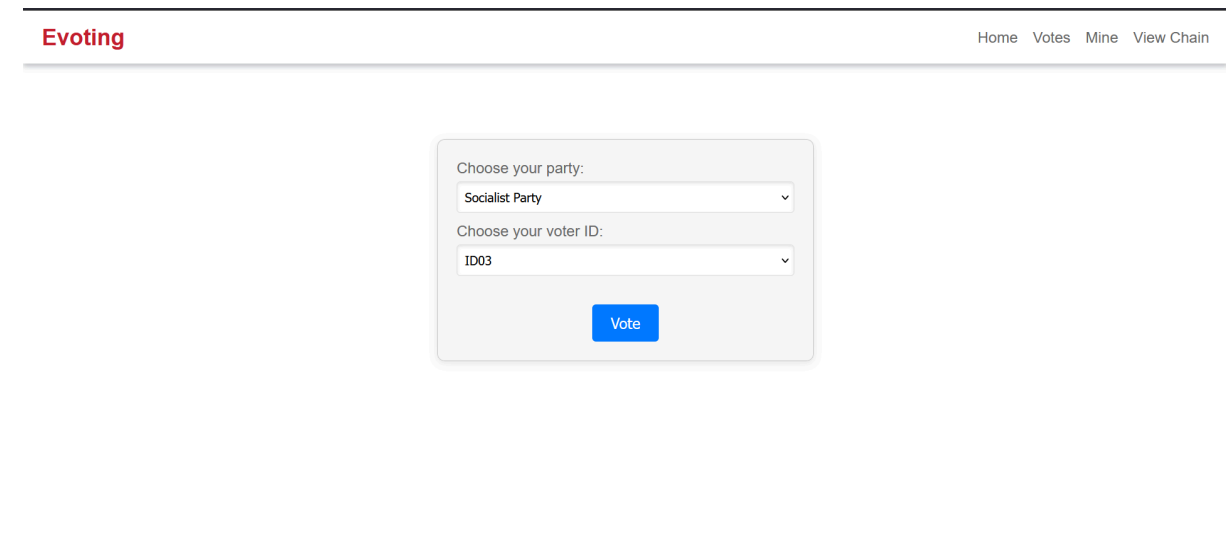 Evoting
Home Votes Mine View Chain
Choose your party:
Socialist Party
Choose your voter ID:
ID03
Vote